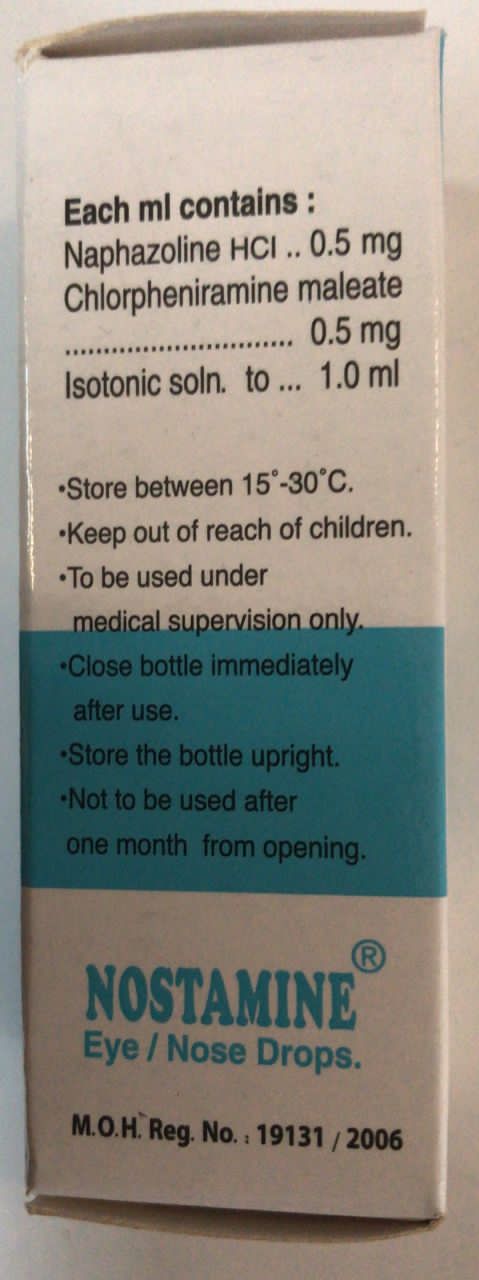 Each ml contains :
Naphazoline HCl .. 0.5 mg
Chlorpheniramine maleate
.............................. 0.5 mg
Isotonic soln. to ... 1.0 ml
•Store between 15°-30°C.
•Keep out of reach of children.
•To be used under
medical supervision only.
•Close bottle immediately
after use.
•Store the bottle upright.
•Not to be used after
one month from opening.
NOSTAMINE®
Eye / Nose Drops.
M.O.H. Reg. No. : 19131 / 2006